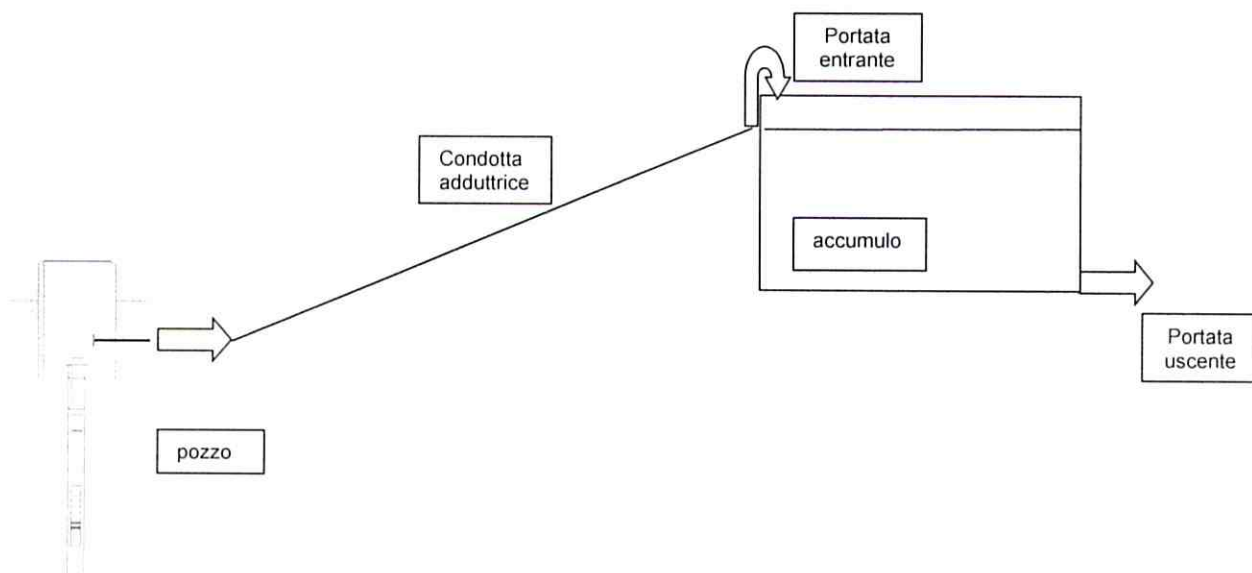 Portata
entrante
Condotta
adduttrice
accumulo
Portata
uscente
pozzo